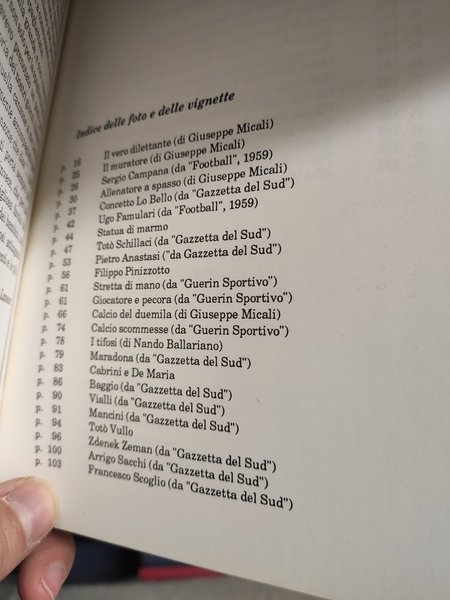 Indice delle foto e delle vignette
p. 16 Il vero dilettante (di Giuseppe Micali)
p. 25 Il muratore (di Giuseppe Micali)
p. 26 Sergio Campana (da "Football", 1959)
p. 30 Allenatore a spasso (di Giuseppe Micali)
p. 37 Concetto Lo Bello (da "Gazzetta del Sud")
p. 42 Ugo Famulari (da "Football", 1959)
p. 44 Statua di marmo
p. 47 Totò Schillaci (da "Gazzetta del Sud")
p. 53 Pietro Anastasi ("da Gazzetta del Sud")
p. 56 Filippo Pinizzotto
p. 61 Stretta di mano (da "Guerin Sportivo")
p. 61 Giocatore e pecora (da "Guerin Sportivo")
p. 66 Calcio del duemila (di Giuseppe Micali)
p. 74 Calcio scommesse (da "Guerin Sportivo")
p. 78 I tifosi (di Nando Ballariano)
p. 79 Maradona (da "Gazzetta del Sud")
p. 83 Cabrini e De Maria
p. 86 Baggio (da "Gazzetta del Sud")
p. 90 Vialli (da "Gazzetta del Sud")
p. 91 Mancini (da "Gazzetta del Sud")
p. 94 Totò Vullo
p. 96 Zdenek Zeman (da "Gazzetta del Sud")
p. 100 Arrigo Sacchi (da "Gazzetta del Sud")
p. 103 Francesco Scoglio (da "Gazzetta del Sud")